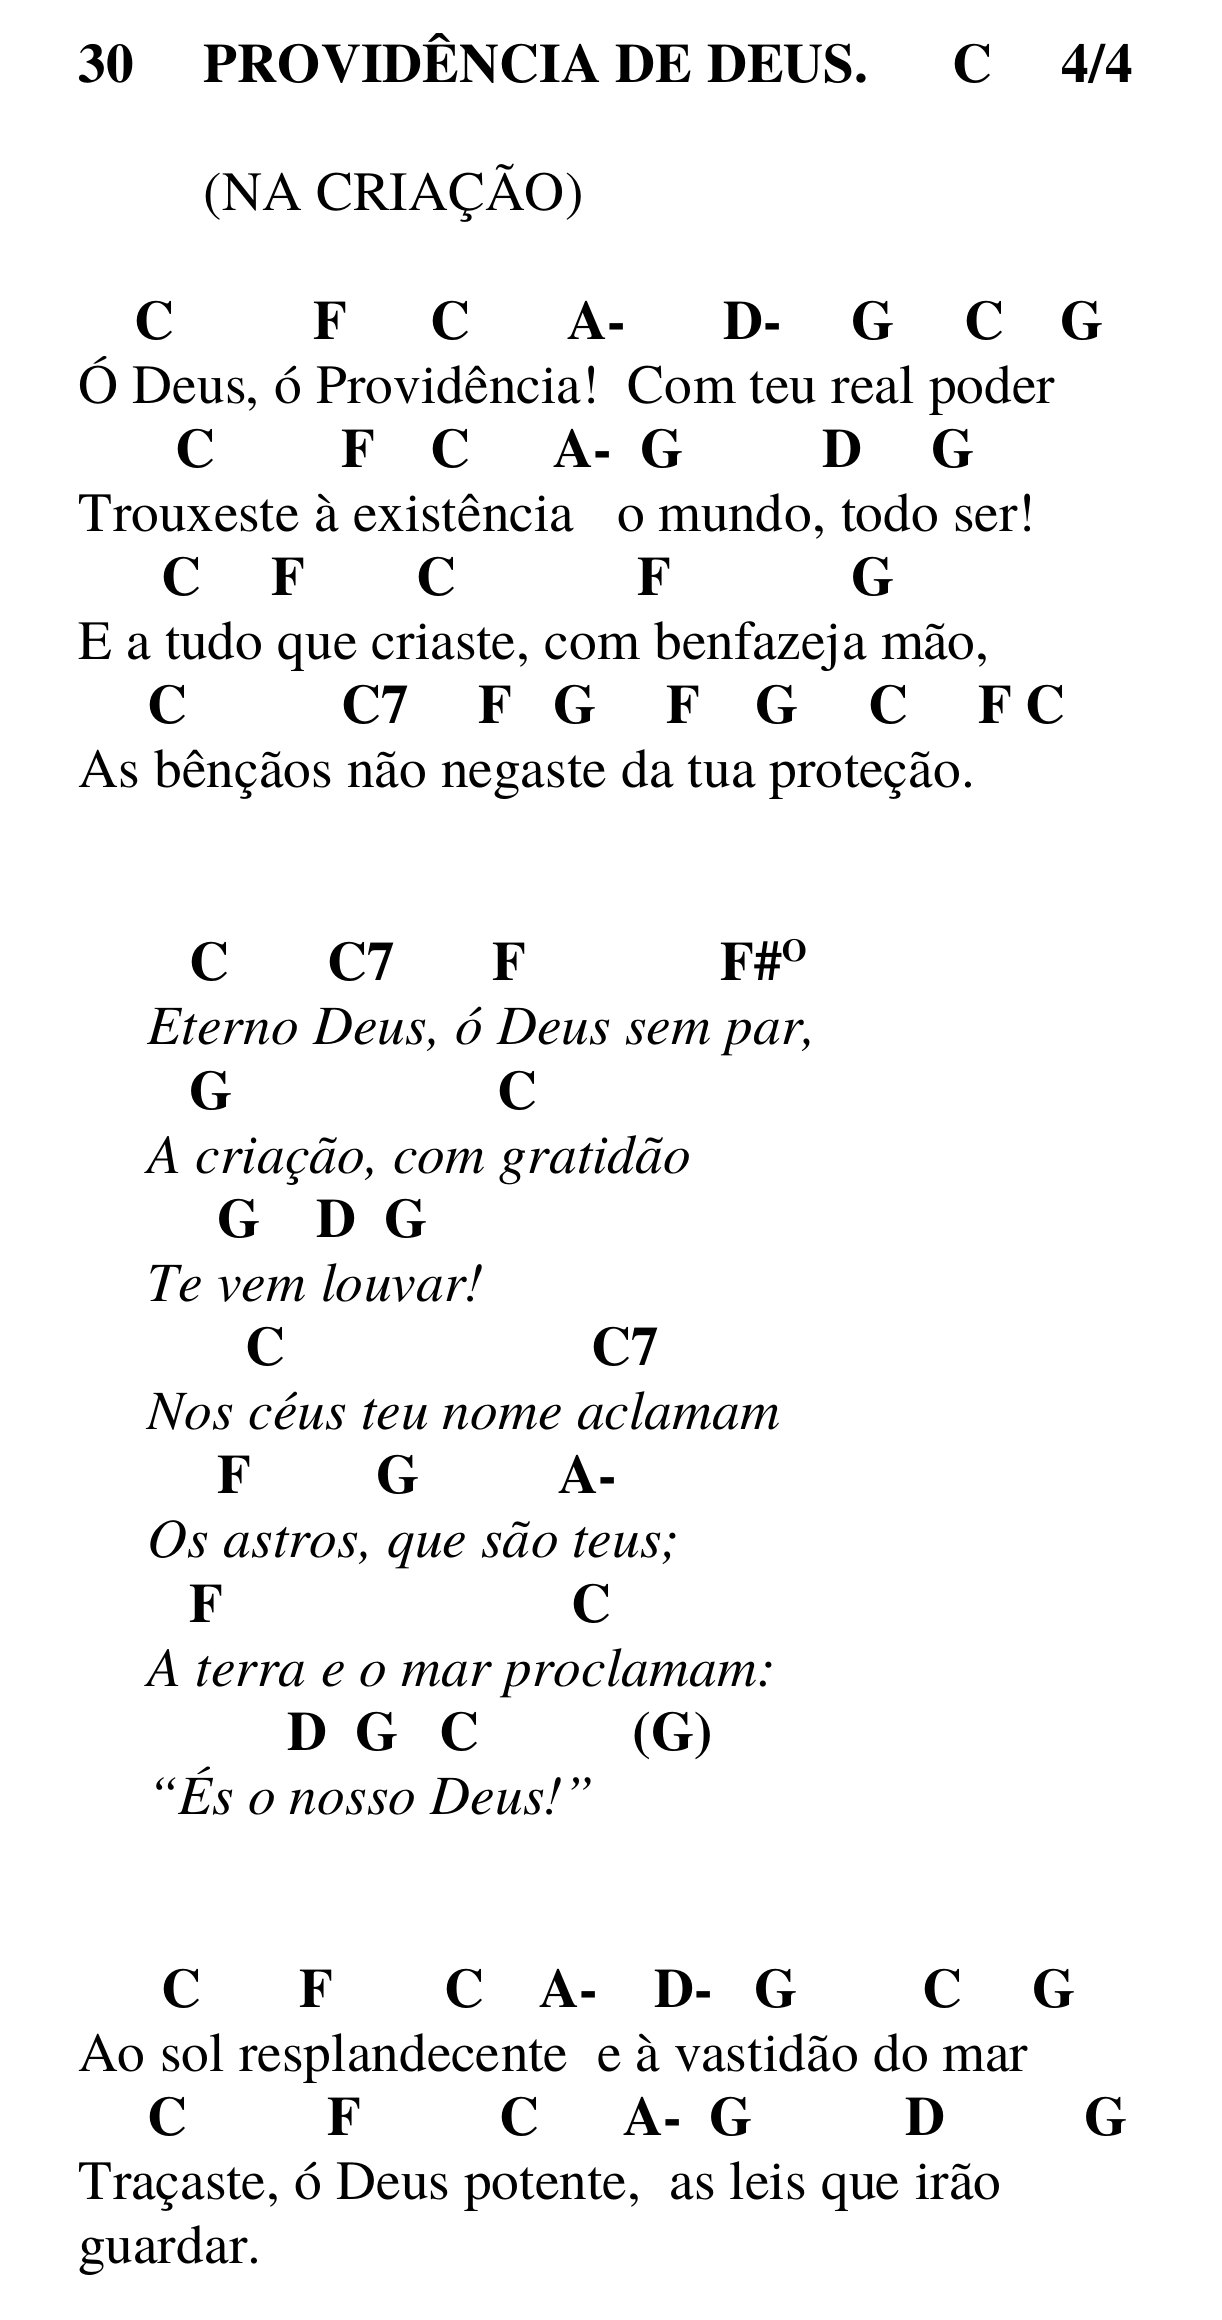 30 PROVIDÊNCIA DE DEUS. C 4/4
(NA CRIAÇÃO)
C F C A- D- G C G
Ó Deus, ó Providência! Com teu real poder
C F C A- G D G
Trouxeste à existência o mundo, todo ser!
C F C F G
E a tudo que criaste, com benfazeja mão,
C C7 F G F G C F C
As bênçãos não negaste da tua proteção.
C C7 F F#º
Eterno Deus, ó Deus sem par,
G C
A criação, com gratidão
G D G
Te vem louvar!
C C7
Nos céus teu nome aclamam
F G A-
Os astros, que são teus;
F C
A terra e o mar proclamam:
D G C (G)
“És o nosso Deus!”
C F C A- D- G C G
Ao sol resplandecente e à vastidão do mar
C F C A- G D G
Traçaste, ó Deus potente, as leis que irão
guardar.